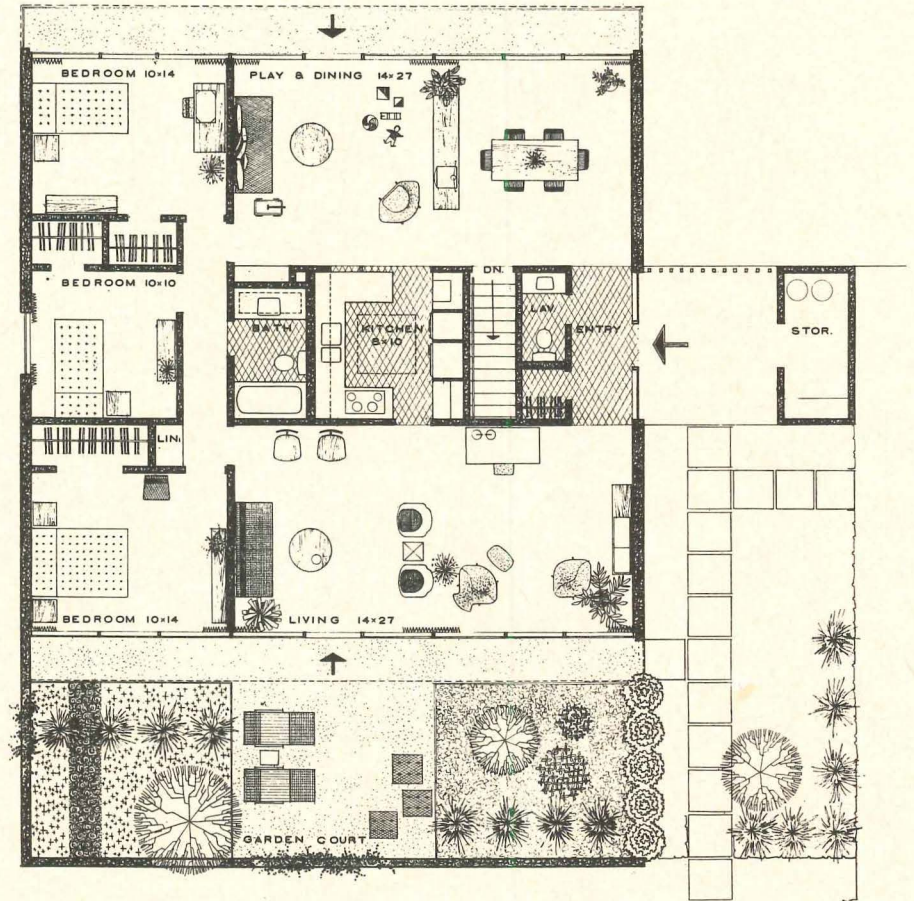 BEDROOM 10×14
PLAY & DINING 14×27
BEDROOM 10×10
BATH
KITCHEN
8×10
DN.
LAV.
ENTRY
STOR.
LIN.
BEDROOM 10×14
LIVING 14×27
GARDEN COURT